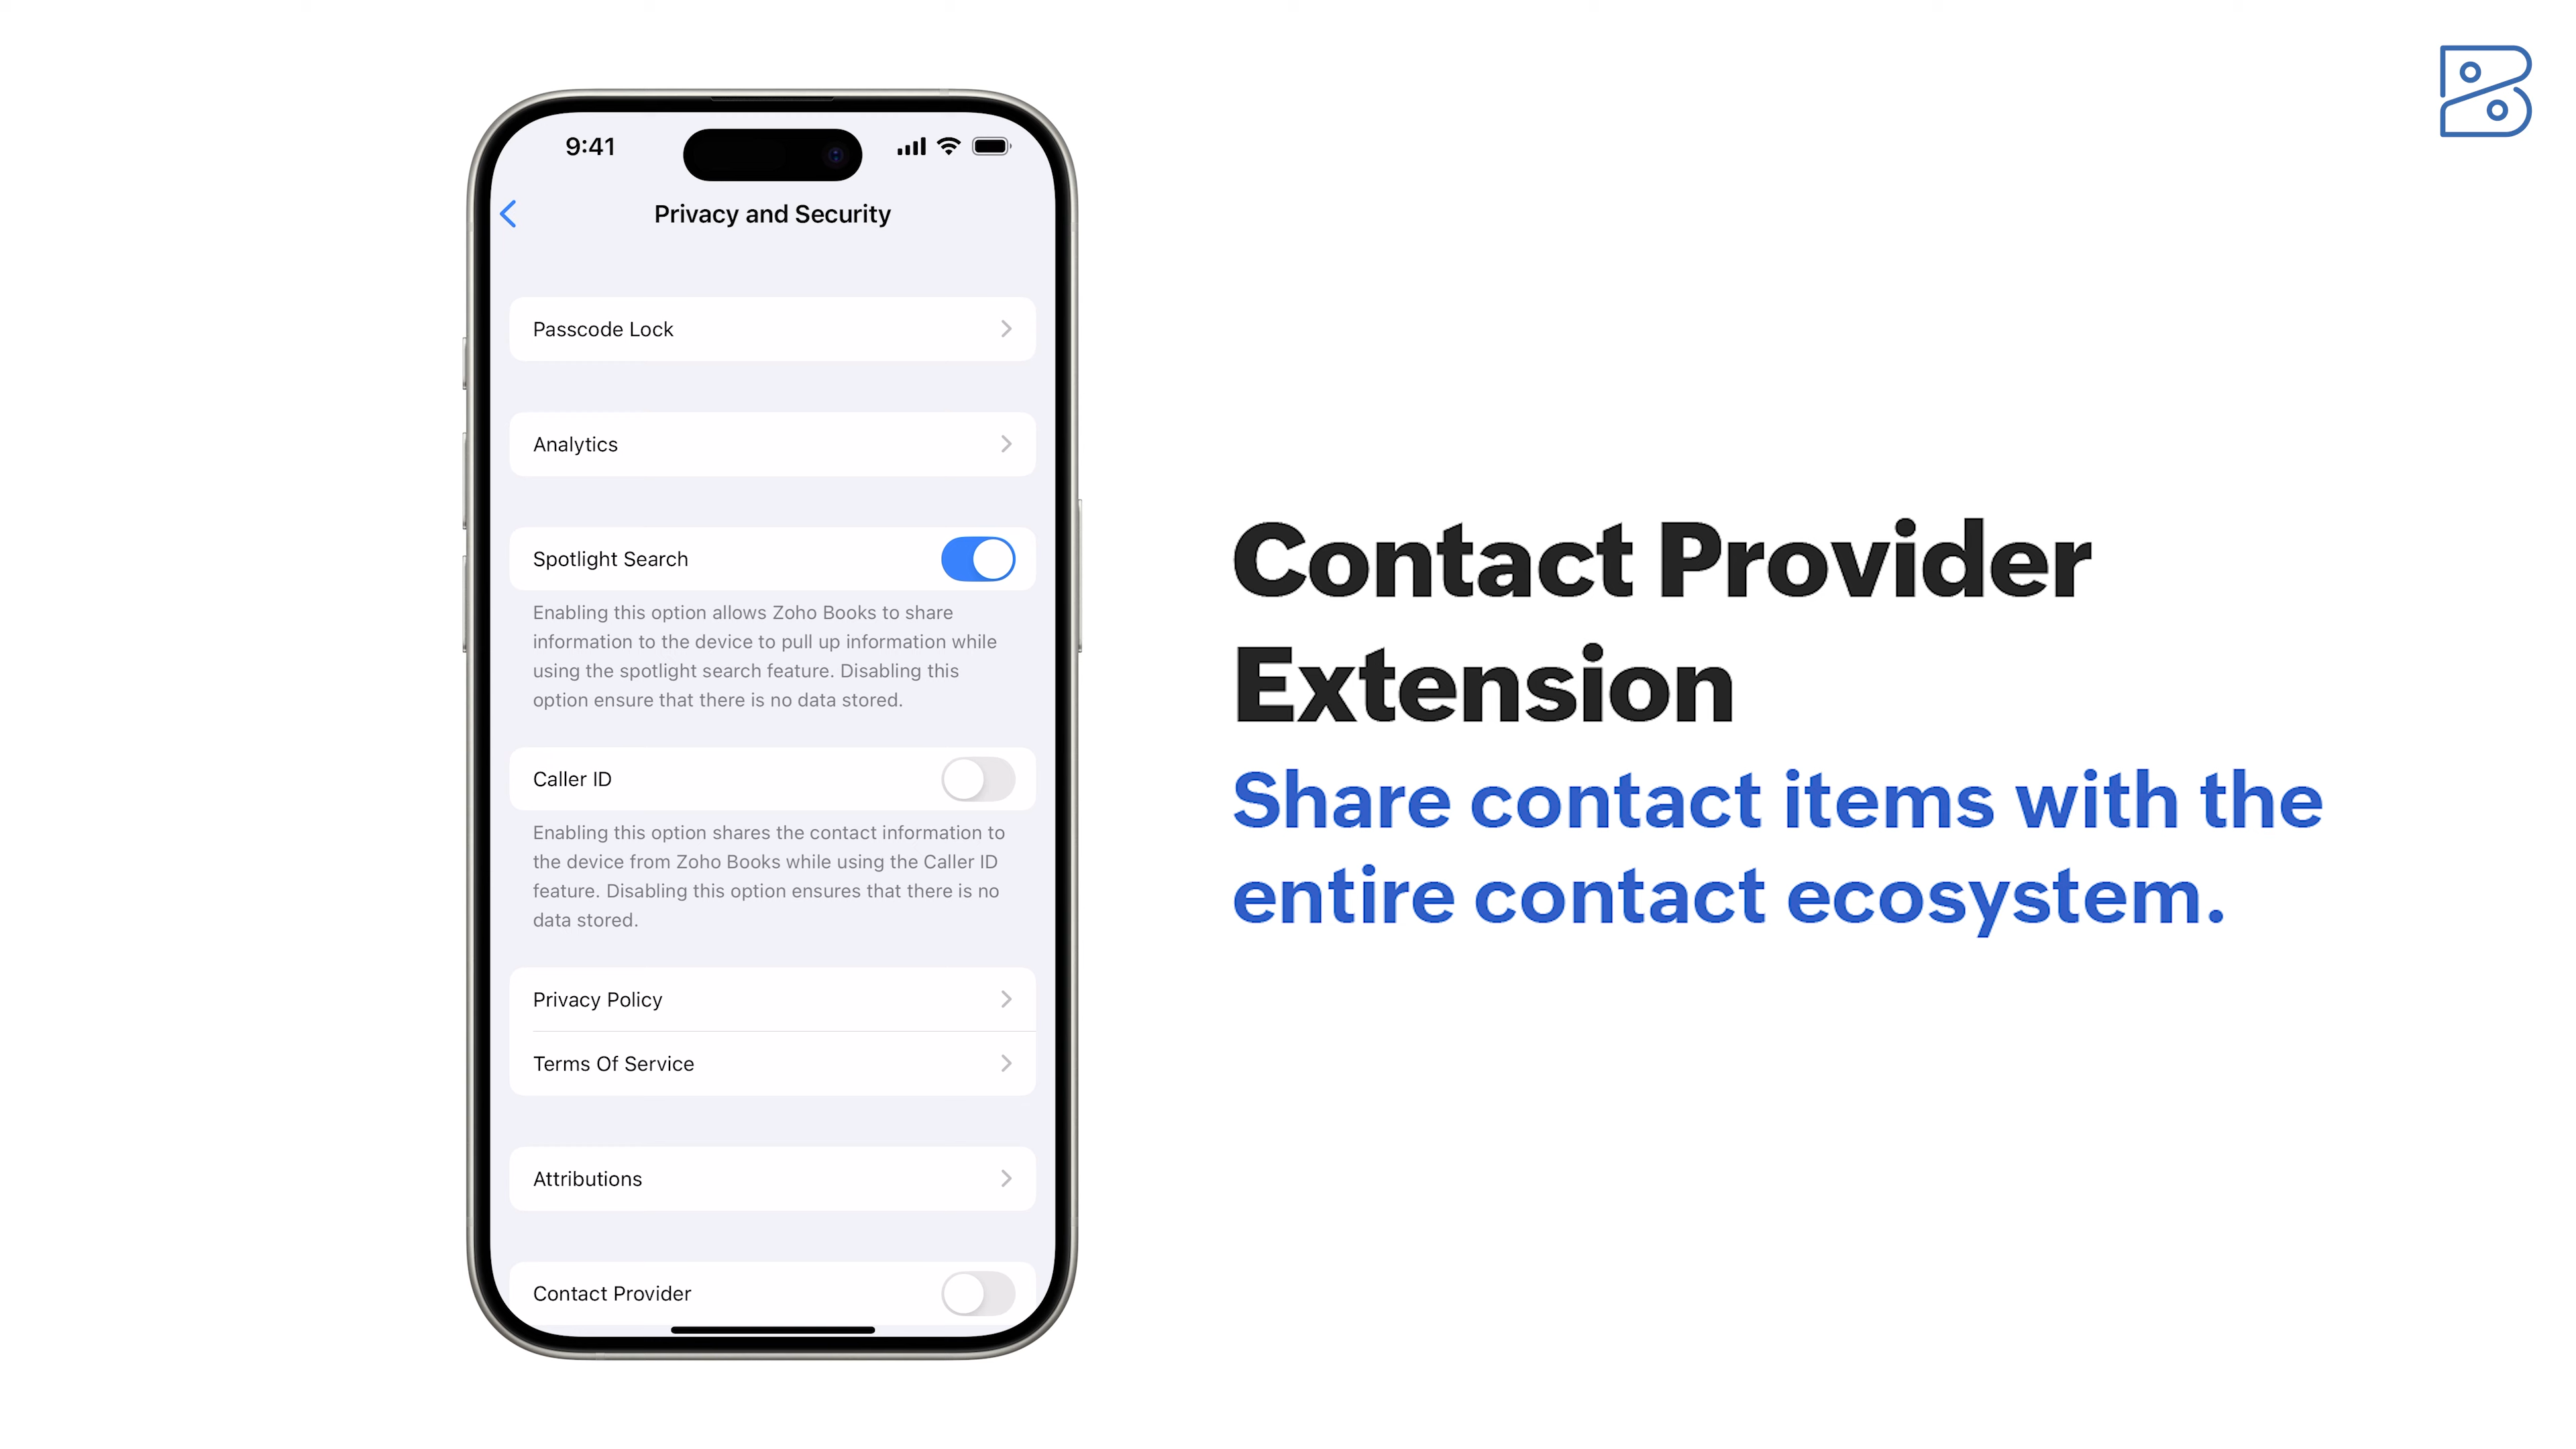 9:41
Privacy and Security
Passcode Lock
Analytics
Spotlight Search
Enabling this option allows Zoho Books to share
information to the device to pull up information while
using the spotlight search feature. Disabling this
option ensure that there is no data stored.
Caller ID
Enabling this option shares the contact information to
the device from Zoho Books while using the Caller ID
feature. Disabling this option ensures that there is no
data stored.
Privacy Policy
Terms Of Service
Attributions
Contact Provider
Contact Provider
Extension
Share contact items with the
entire contact ecosystem.